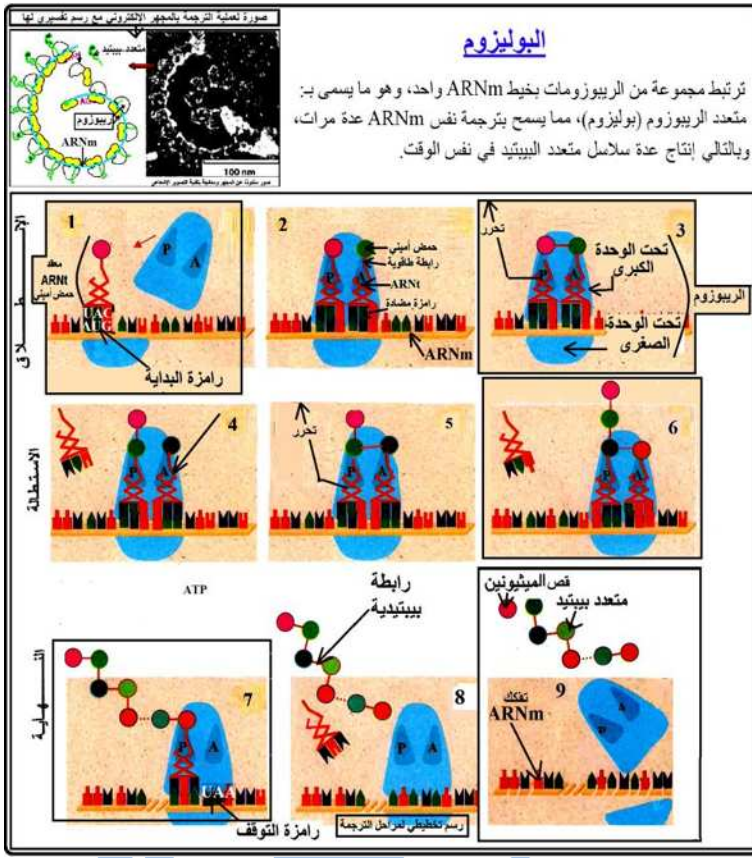 صورة لعملية الترجمة بالمجهر الإلكتروني مع رسم تفسيري لها
متعدد ببتيد
ريبوزوم
ARNm
100 nm
البوليزوم
ترتبط مجموعة من الريبوزومات بخيط ARNm واحد، وهو ما يسمى بـ:
متعدد الريبوزوم (بوليزوم)، مما يسمح بترجمة نفس ARNm عدة مرات،
وبالتالي إنتاج عدة سلاسل متعدد البيبتيد في نفس الوقت.
الانطلاق
1
معقد
ARNt
حمض أميني
P
A
UAC
AUG
رامزة البداية
2
حمض أميني
رابطة طاقوية
ARNt
رامزة مضادة
ARNm
P
A
3
تحرر
تحت الوحدة
الكبرى
تحت الوحدة
الصغرى
الريبوزوم
P
A
الاستطالة
4
P
A
5
تحرر
P
A
6
P
A
ATP
النهاية
7
P
A
UAA
رامزة التوقف
8
رابطة
بيبتيدية
P
A
رسم تخطيطي لمراحل الترجمة
9
قص الميثيونين
متعدد بيبتيد
تفكك
ARNm
P
A